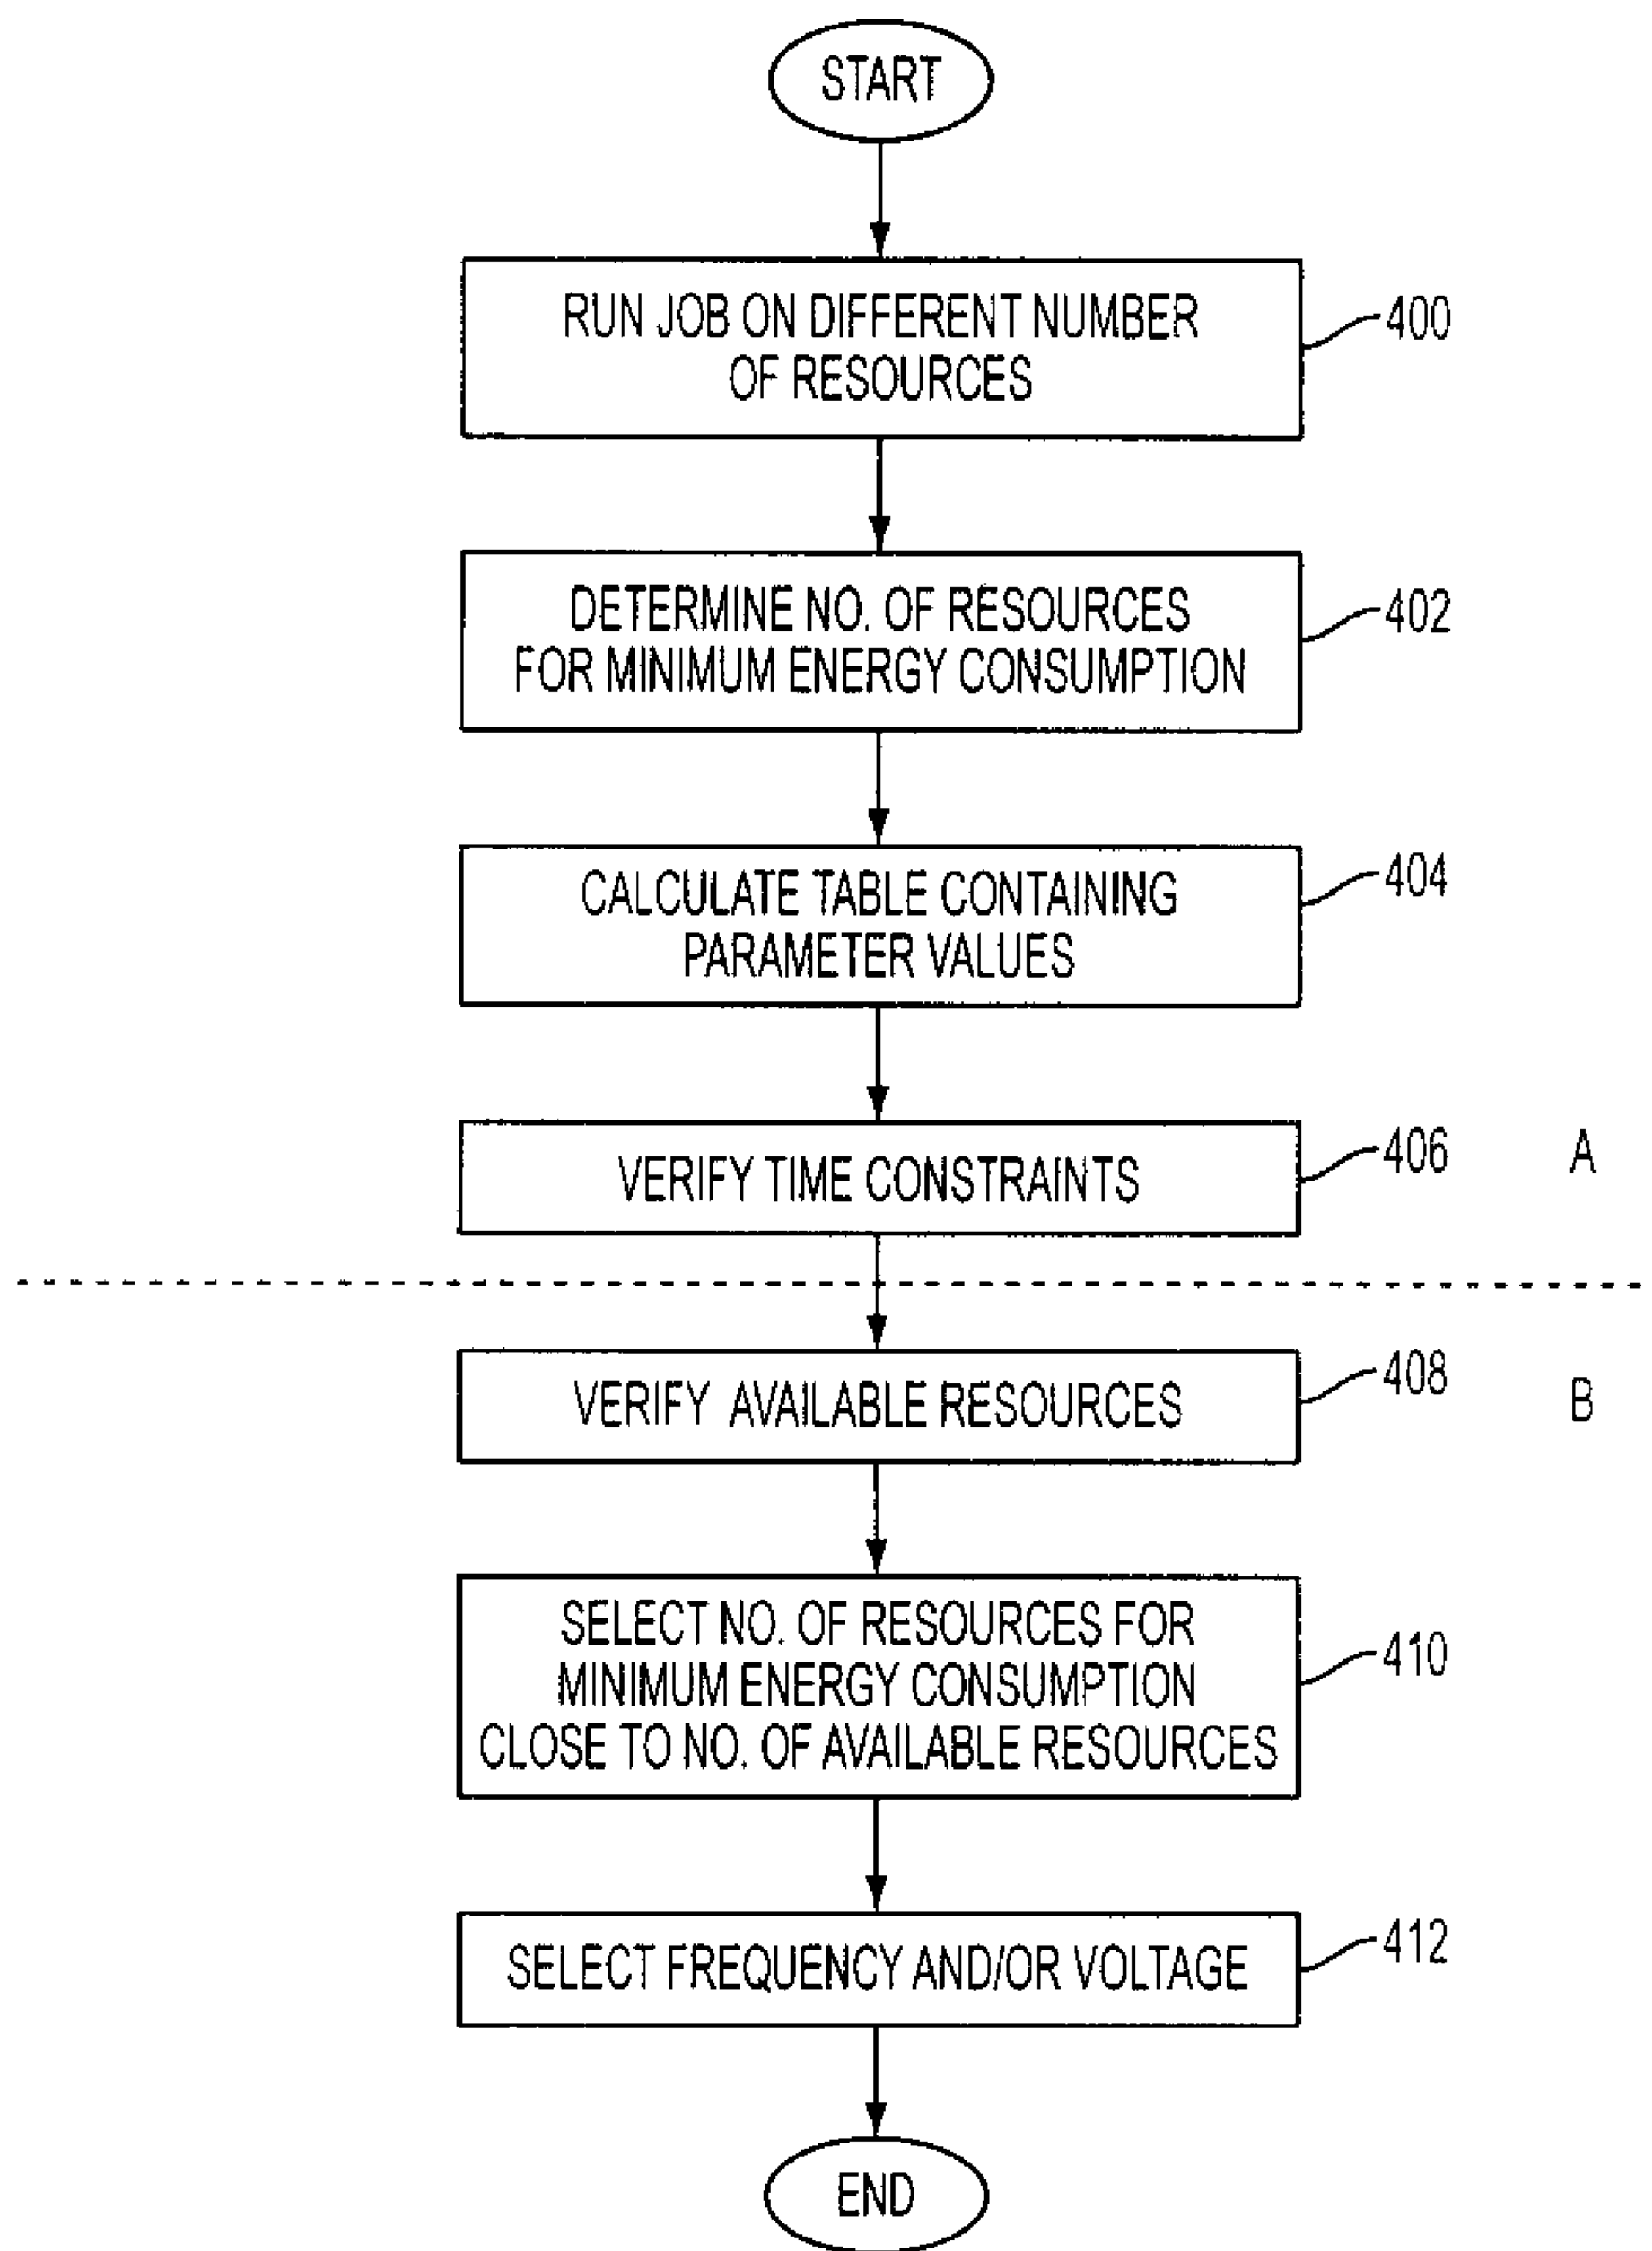 START
RUN JOB ON DIFFERENT NUMBER
OF RESOURCES
400
DETERMINE NO. OF RESOURCES
FOR MINIMUM ENERGY CONSUMPTION
402
CALCULATE TABLE CONTAINING
PARAMETER VALUES
404
VERIFY TIME CONSTRAINTS
406
A
VERIFY AVAILABLE RESOURCES
408
B
SELECT NO. OF RESOURCES FOR
MINIMUM ENERGY CONSUMPTION
CLOSE TO NO. OF AVAILABLE RESOURCES
410
SELECT FREQUENCY AND/OR VOLTAGE
412
END